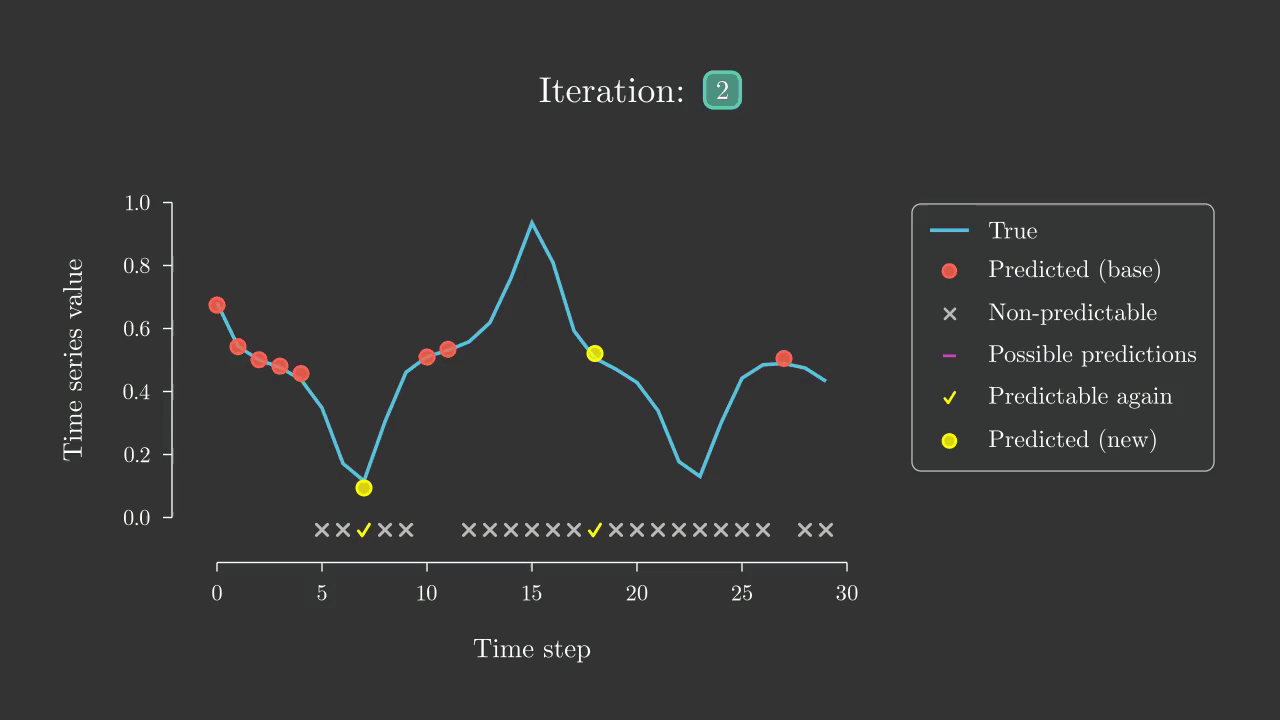 Iteration: 2
1.0
0.8
0.6
0.4
0.2
0.0
Time series value
0 5 10 15 20 25 30
Time step
True
Predicted (base)
Non-predictable
Possible predictions
Predictable again
Predicted (new)